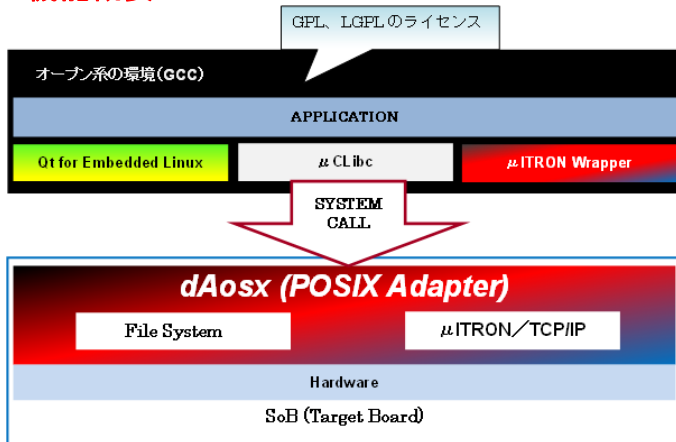 GPL、LGPLのライセンス
オープン系の環境(GCC)
APPLICATION
Qt for Embedded Linux
μCLibc
μITRON Wrapper
SYSTEM
CALL
dAosx (POSIX Adapter)
File System
μITRON／TCP/IP
Hardware
SoB (Target Board)